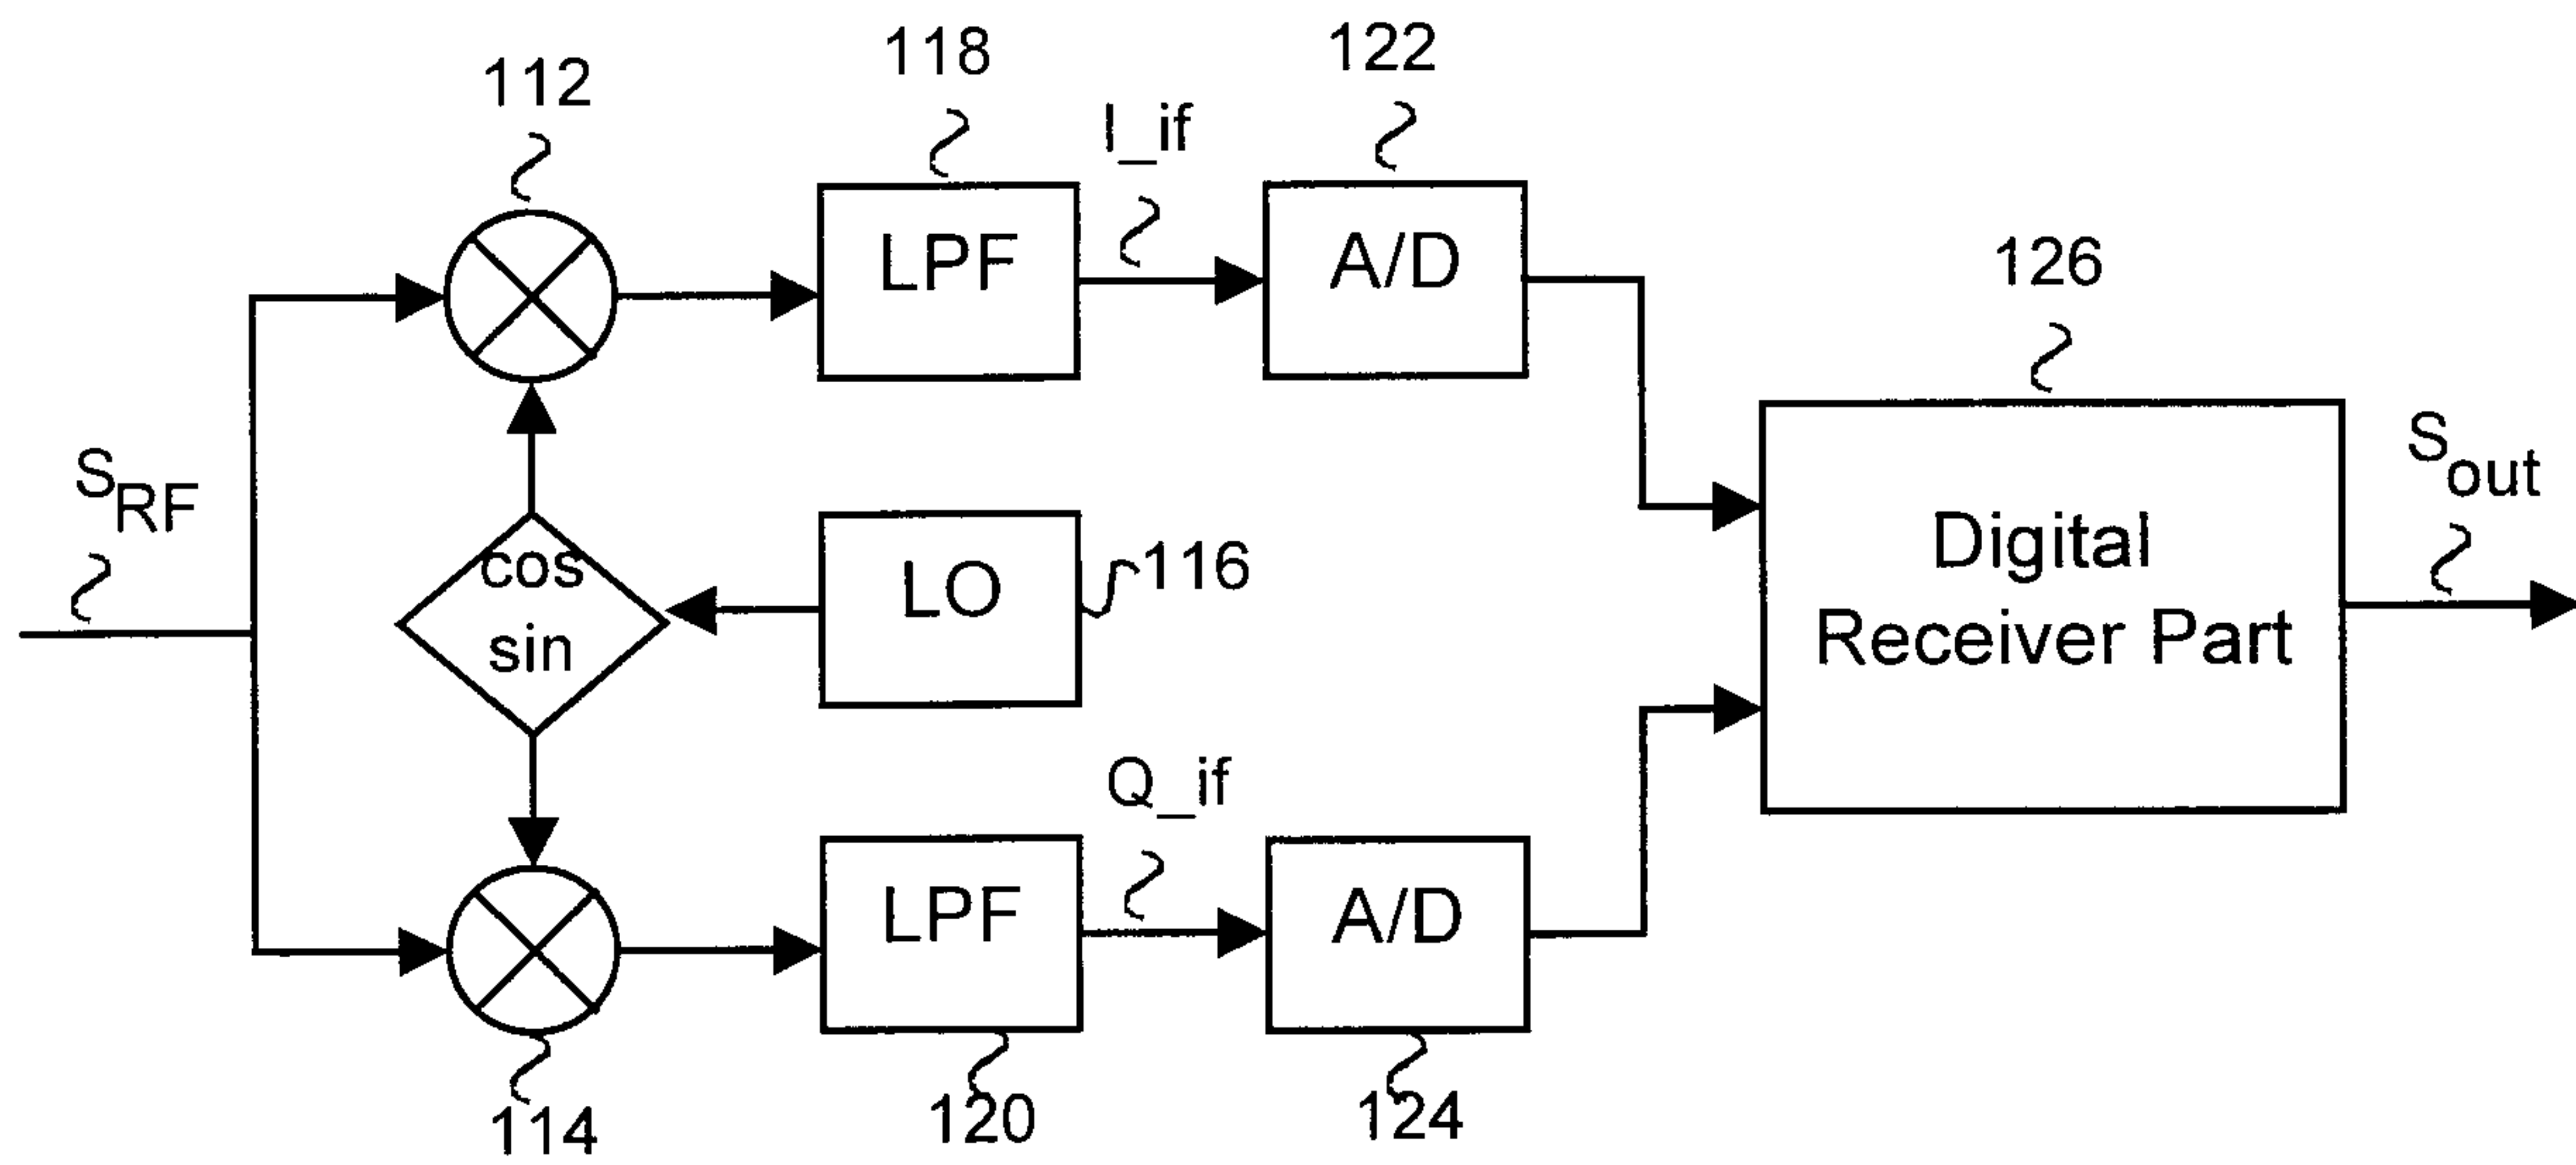 112
118
I_if
122
LPF
A/D
126
S_RF
cos
sin
LO
116
Digital
Receiver Part
S_out
Q_if
LPF
A/D
114
120
124